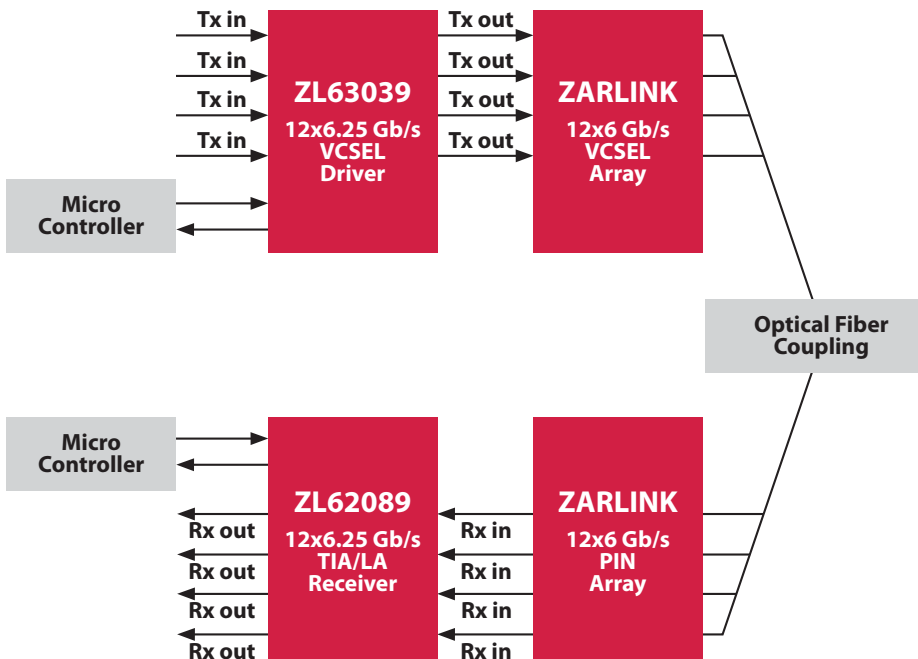 Tx in
Tx out
Tx in
Tx out
Tx in
Tx out
Tx in
Tx out
ZL63039
12x6.25 Gb/s
VCSEL
Driver
ZARLINK
12x6 Gb/s
VCSEL
Array
Micro
Controller
Optical Fiber
Coupling
Micro
Controller
ZL62089
12x6.25 Gb/s
TIA/LA
Receiver
ZARLINK
12x6 Gb/s
PIN
Array
Rx out
Rx in
Rx out
Rx in
Rx out
Rx in
Rx out
Rx in